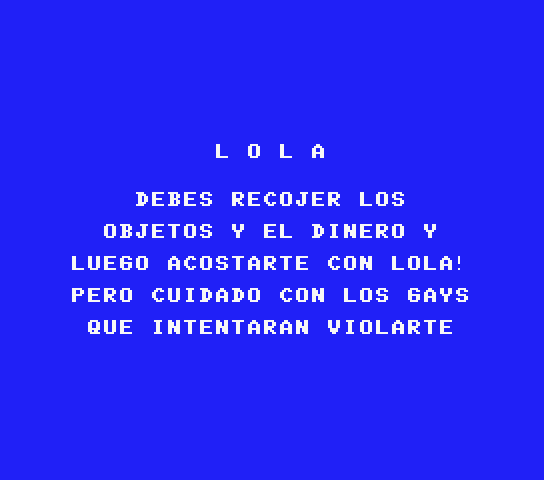 L O L A
DEBES RECOJER LOS
OBJETOS Y EL DINERO Y
LUEGO ACOSTARTE CON LOLA!
PERO CUIDADO CON LOS GAYS
QUE INTENTARAN VIOLARTE